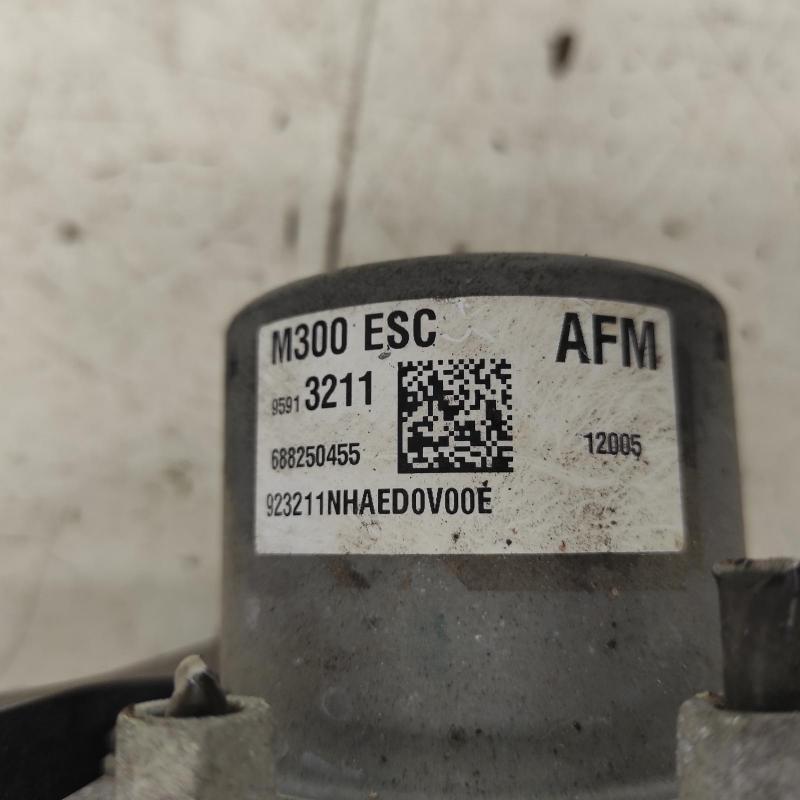 M300 ESC AFM
9591 3211
688250455 12005
923211NHAED0V00E